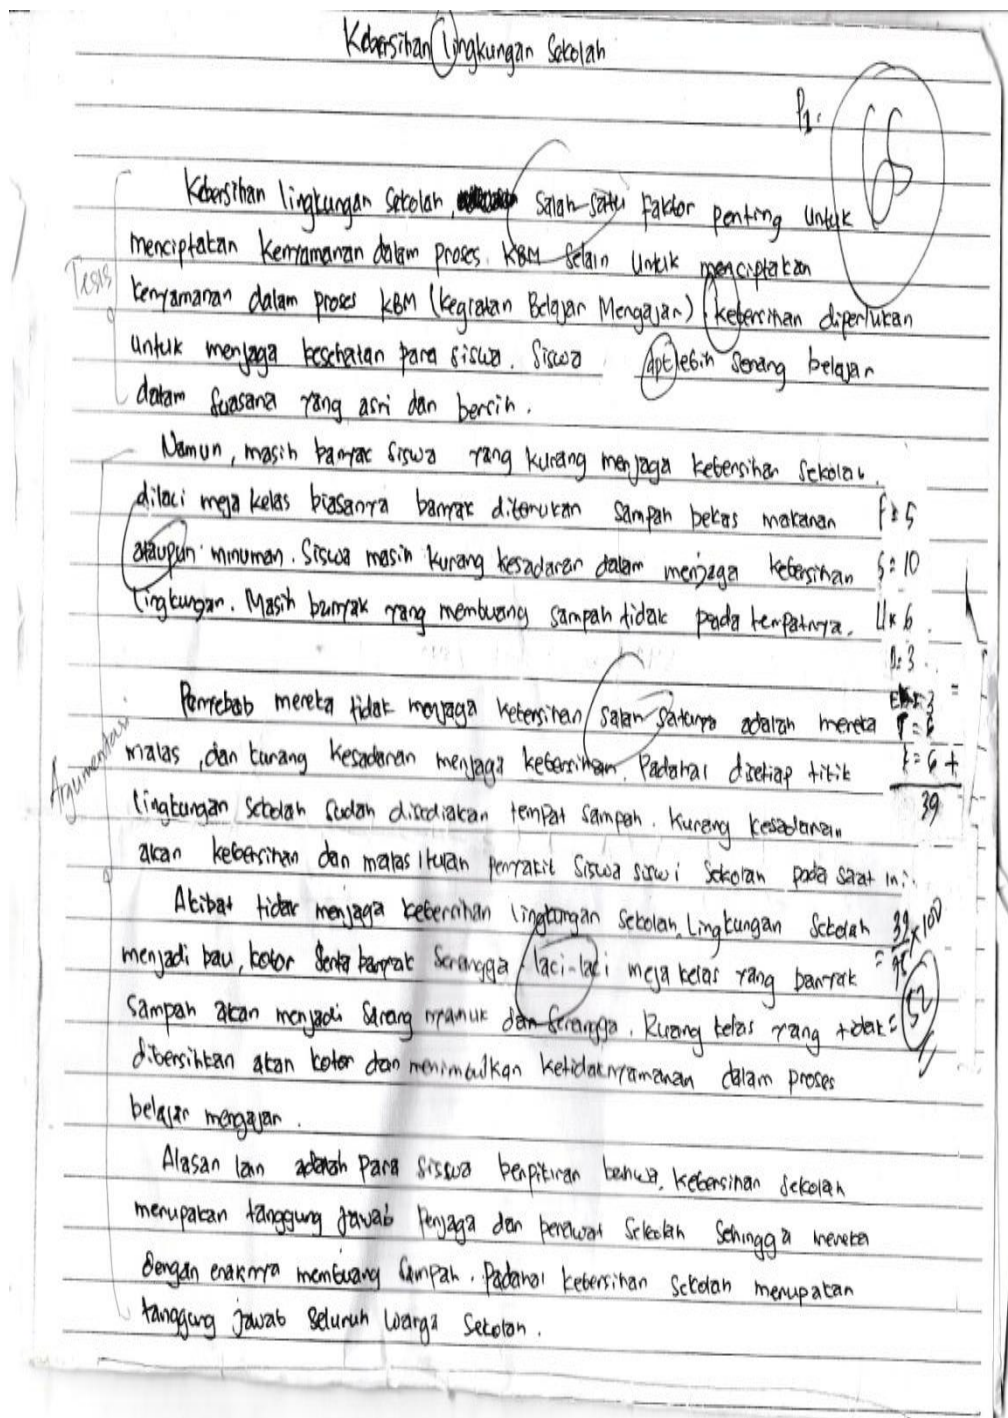 Kebersihan lingkungan Sekolah
P1.
Kebersihan lingkungan sekolah, salah satu faktor penting untuk
menciptakan kenyamanan dalam proses. KBM selain untuk menciptakan
Tesis
kenyamanan dalam proses KBM (kegiatan Belajar Mengajar) kebersihan diperlukan
untuk menjaga kesehatan para siswa. Siswa dpt lebih senang belajar
dalam suasana yang asri dan bersih.
Namun, masih banyak siswa yang kurang menjaga kebersihan sekolah.
dilaci meja kelas biasanya banyak ditemukan sampah bekas makanan
ataupun minuman. Siswa masih kurang kesadaran dalam menjaga kebersihan
lingkungan. Masih banyak yang membuang sampah tidak pada tempatnya.
= 5
S = 10
6
3
Penyebab mereka tidak menjaga kebersihan salah satunya adalah mereka
malas, dan kurang kesadaran menjaga kebersihan. Padahal disetiap titik
lingkungan sekolah sudah disediakan tempat sampah. Kurang kesadaran
akan kebersihan dan malas itulah penyakit siswa siswi sekolah pada saat ini.
Argumentasi
= 6 +
39
Akibat tidak menjaga kebersihan lingkungan sekolah. Lingkungan Sekolah
menjadi bau, kotor serta banyak serangga laci-laci meja kelas yang banyak
sampah akan menjadi sarang nyamuk dan serangga. Ruang kelas yang tidak
dibersihkan akan kotor dan menimbulkan ketidaknyamanan dalam proses
belajar mengajar.
39 x 100
= 52
Alasan lain adalah para siswa berpikiran bahwa, kebersihan sekolah
merupakan tanggung jawab penjaga dan perawat sekolah sehingga mereka
dengan enaknya membuang sampah. Padahal kebersihan sekolah merupakan
tanggung jawab seluruh warga sekolah.